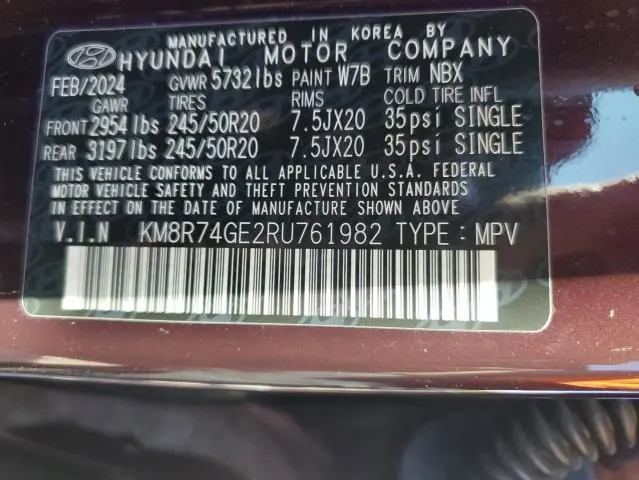 MANUFACTURED IN KOREA BY
HYUNDAI MOTOR COMPANY
FEB/2024 GVWR 5732lbs PAINT W7B TRIM NBX
GAWR TIRES RIMS COLD TIRE INFL
FRONT 2954lbs 245/50R20 7.5JX20 35psi SINGLE
REAR 3197lbs 245/50R20 7.5JX20 35psi SINGLE
THIS VEHICLE CONFORMS TO ALL APPLICABLE U.S.A. FEDERAL
MOTOR VEHICLE SAFETY AND THEFT PREVENTION STANDARDS
IN EFFECT ON THE DATE OF MANUFACTURE SHOWN ABOVE.
V.I.N KM8R74GE2RU761982 TYPE : MPV